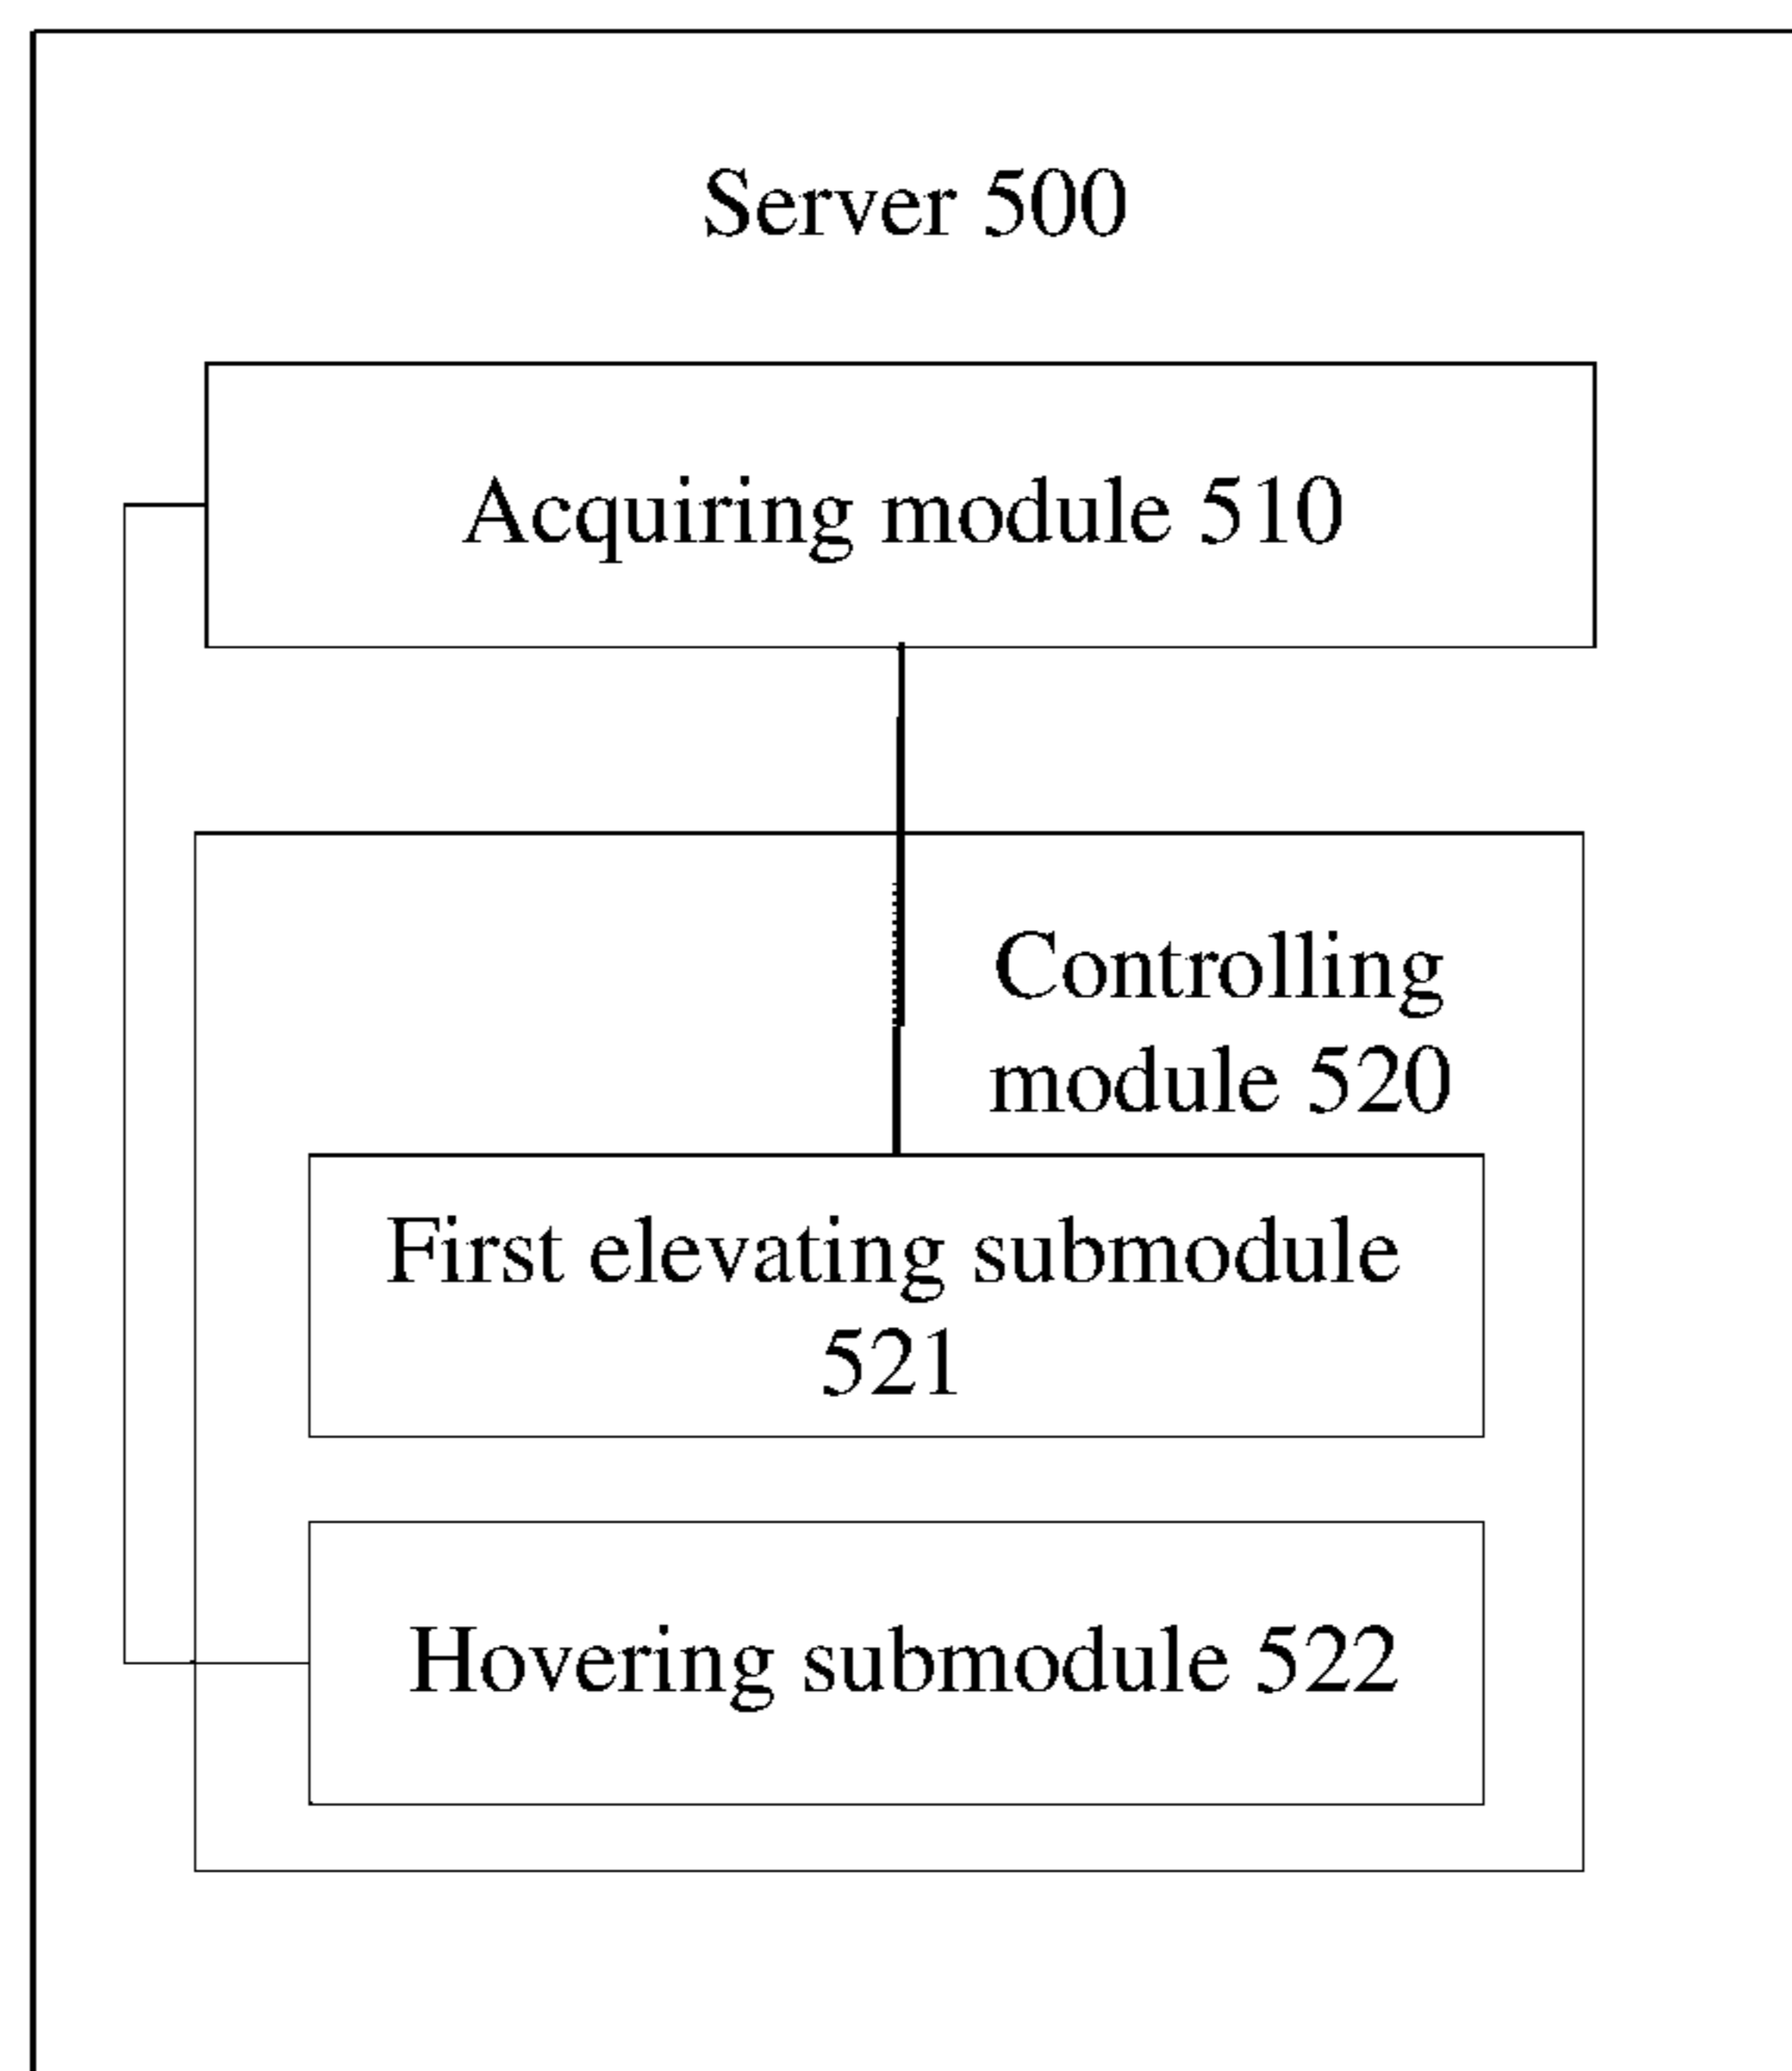 Server 500
Acquiring module 510
Controlling
module 520
First elevating submodule
521
Hovering submodule 522